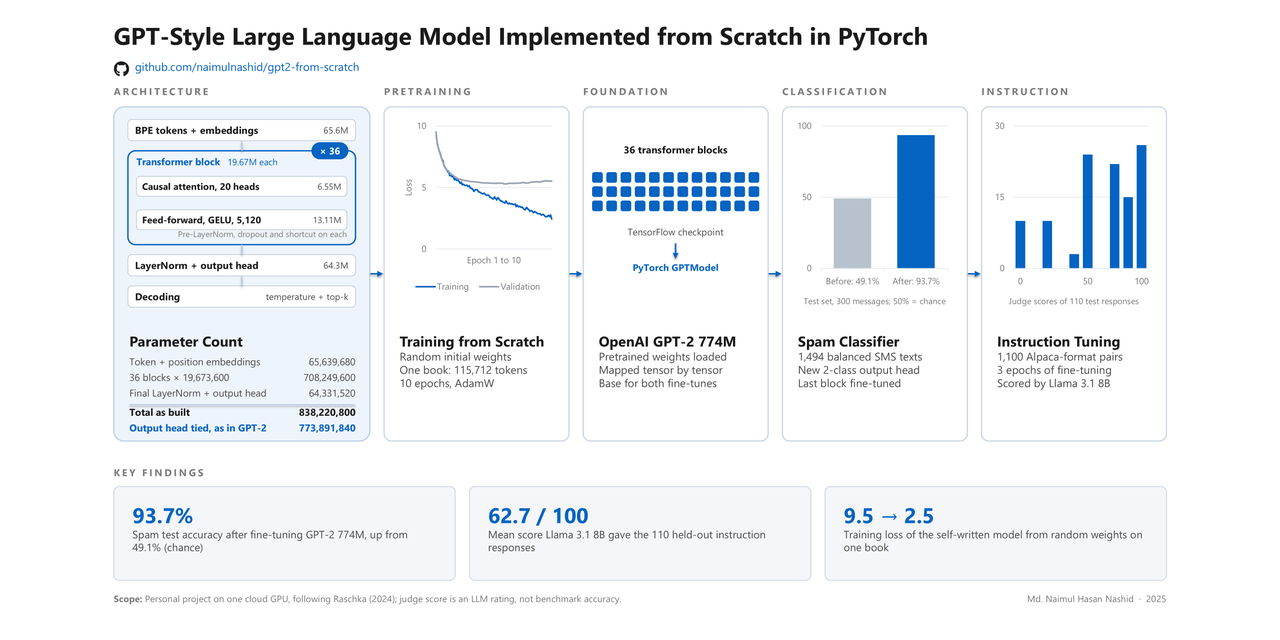 GPT-Style Large Language Model Implemented from Scratch in PyTorch
github.com/naimulnashid/gpt2-from-scratch
ARCHITECTURE
BPE tokens + embeddings 65.6M
× 36
Transformer block 19.67M each
Causal attention, 20 heads 6.55M
Feed-forward, GELU, 5,120 13.11M
Pre-LayerNorm, dropout and shortcut on each
LayerNorm + output head 64.3M
Decoding temperature + top-k
Parameter Count
Token + position embeddings 65,639,680
36 blocks × 19,673,600 708,249,600
Final LayerNorm + output head 64,331,520
Total as built 838,220,800
Output head tied, as in GPT-2 773,891,840
PRETRAINING
10
5
0
Loss
Epoch 1 to 10
Training Validation
Training from Scratch
Random initial weights
One book: 115,712 tokens
10 epochs, AdamW
FOUNDATION
36 transformer blocks
TensorFlow checkpoint
PyTorch GPTModel
OpenAI GPT-2 774M
Pretrained weights loaded
Mapped tensor by tensor
Base for both fine-tunes
CLASSIFICATION
100
50
0
Before: 49.1% After: 93.7%
Test set, 300 messages; 50% = chance
Spam Classifier
1,494 balanced SMS texts
New 2-class output head
Last block fine-tuned
INSTRUCTION
30
15
0
0 50 100
Judge scores of 110 test responses
Instruction Tuning
1,100 Alpaca-format pairs
3 epochs of fine-tuning
Scored by Llama 3.1 8B
KEY FINDINGS
93.7%
Spam test accuracy after fine-tuning GPT-2 774M, up from
49.1% (chance)
62.7 / 100
Mean score Llama 3.1 8B gave the 110 held-out instruction
responses
9.5 → 2.5
Training loss of the self-written model from random weights on
one book
Scope: Personal project on one cloud GPU, following Raschka (2024); judge score is an LLM rating, not benchmark accuracy.
Md. Naimul Hasan Nashid · 2025